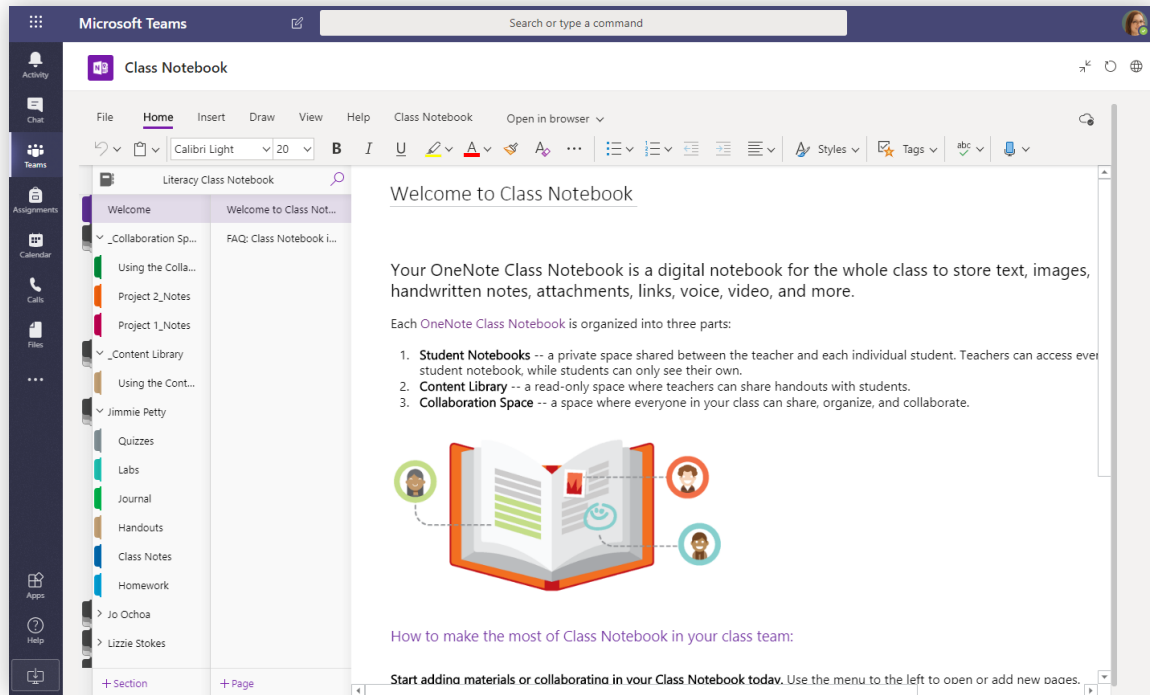 Microsoft Teams
Search or type a command
Activity
Chat
Teams
Assignments
Calendar
Calls
Files
Apps
Help
Class Notebook
File Home Insert Draw View Help Class Notebook Open in browser
Calibri Light 20 B I U A A Styles Tags abc
Literacy Class Notebook
Welcome
_Collaboration Sp...
Using the Colla...
Project 2_Notes
Project 1_Notes
_Content Library
Using the Cont...
Jimmie Petty
Quizzes
Labs
Journal
Handouts
Class Notes
Homework
Jo Ochoa
Lizzie Stokes
+ Section
Welcome to Class Not...
FAQ: Class Notebook i...
+ Page
Welcome to Class Notebook
Your OneNote Class Notebook is a digital notebook for the whole class to store text, images,
handwritten notes, attachments, links, voice, video, and more.
Each OneNote Class Notebook is organized into three parts:
1. Student Notebooks -- a private space shared between the teacher and each individual student. Teachers can access ever
student notebook, while students can only see their own.
2. Content Library -- a read-only space where teachers can share handouts with students.
3. Collaboration Space -- a space where everyone in your class can share, organize, and collaborate.
How to make the most of Class Notebook in your class team:
Start adding materials or collaborating in your Class Notebook today. Use the menu to the left to open or add new pages.